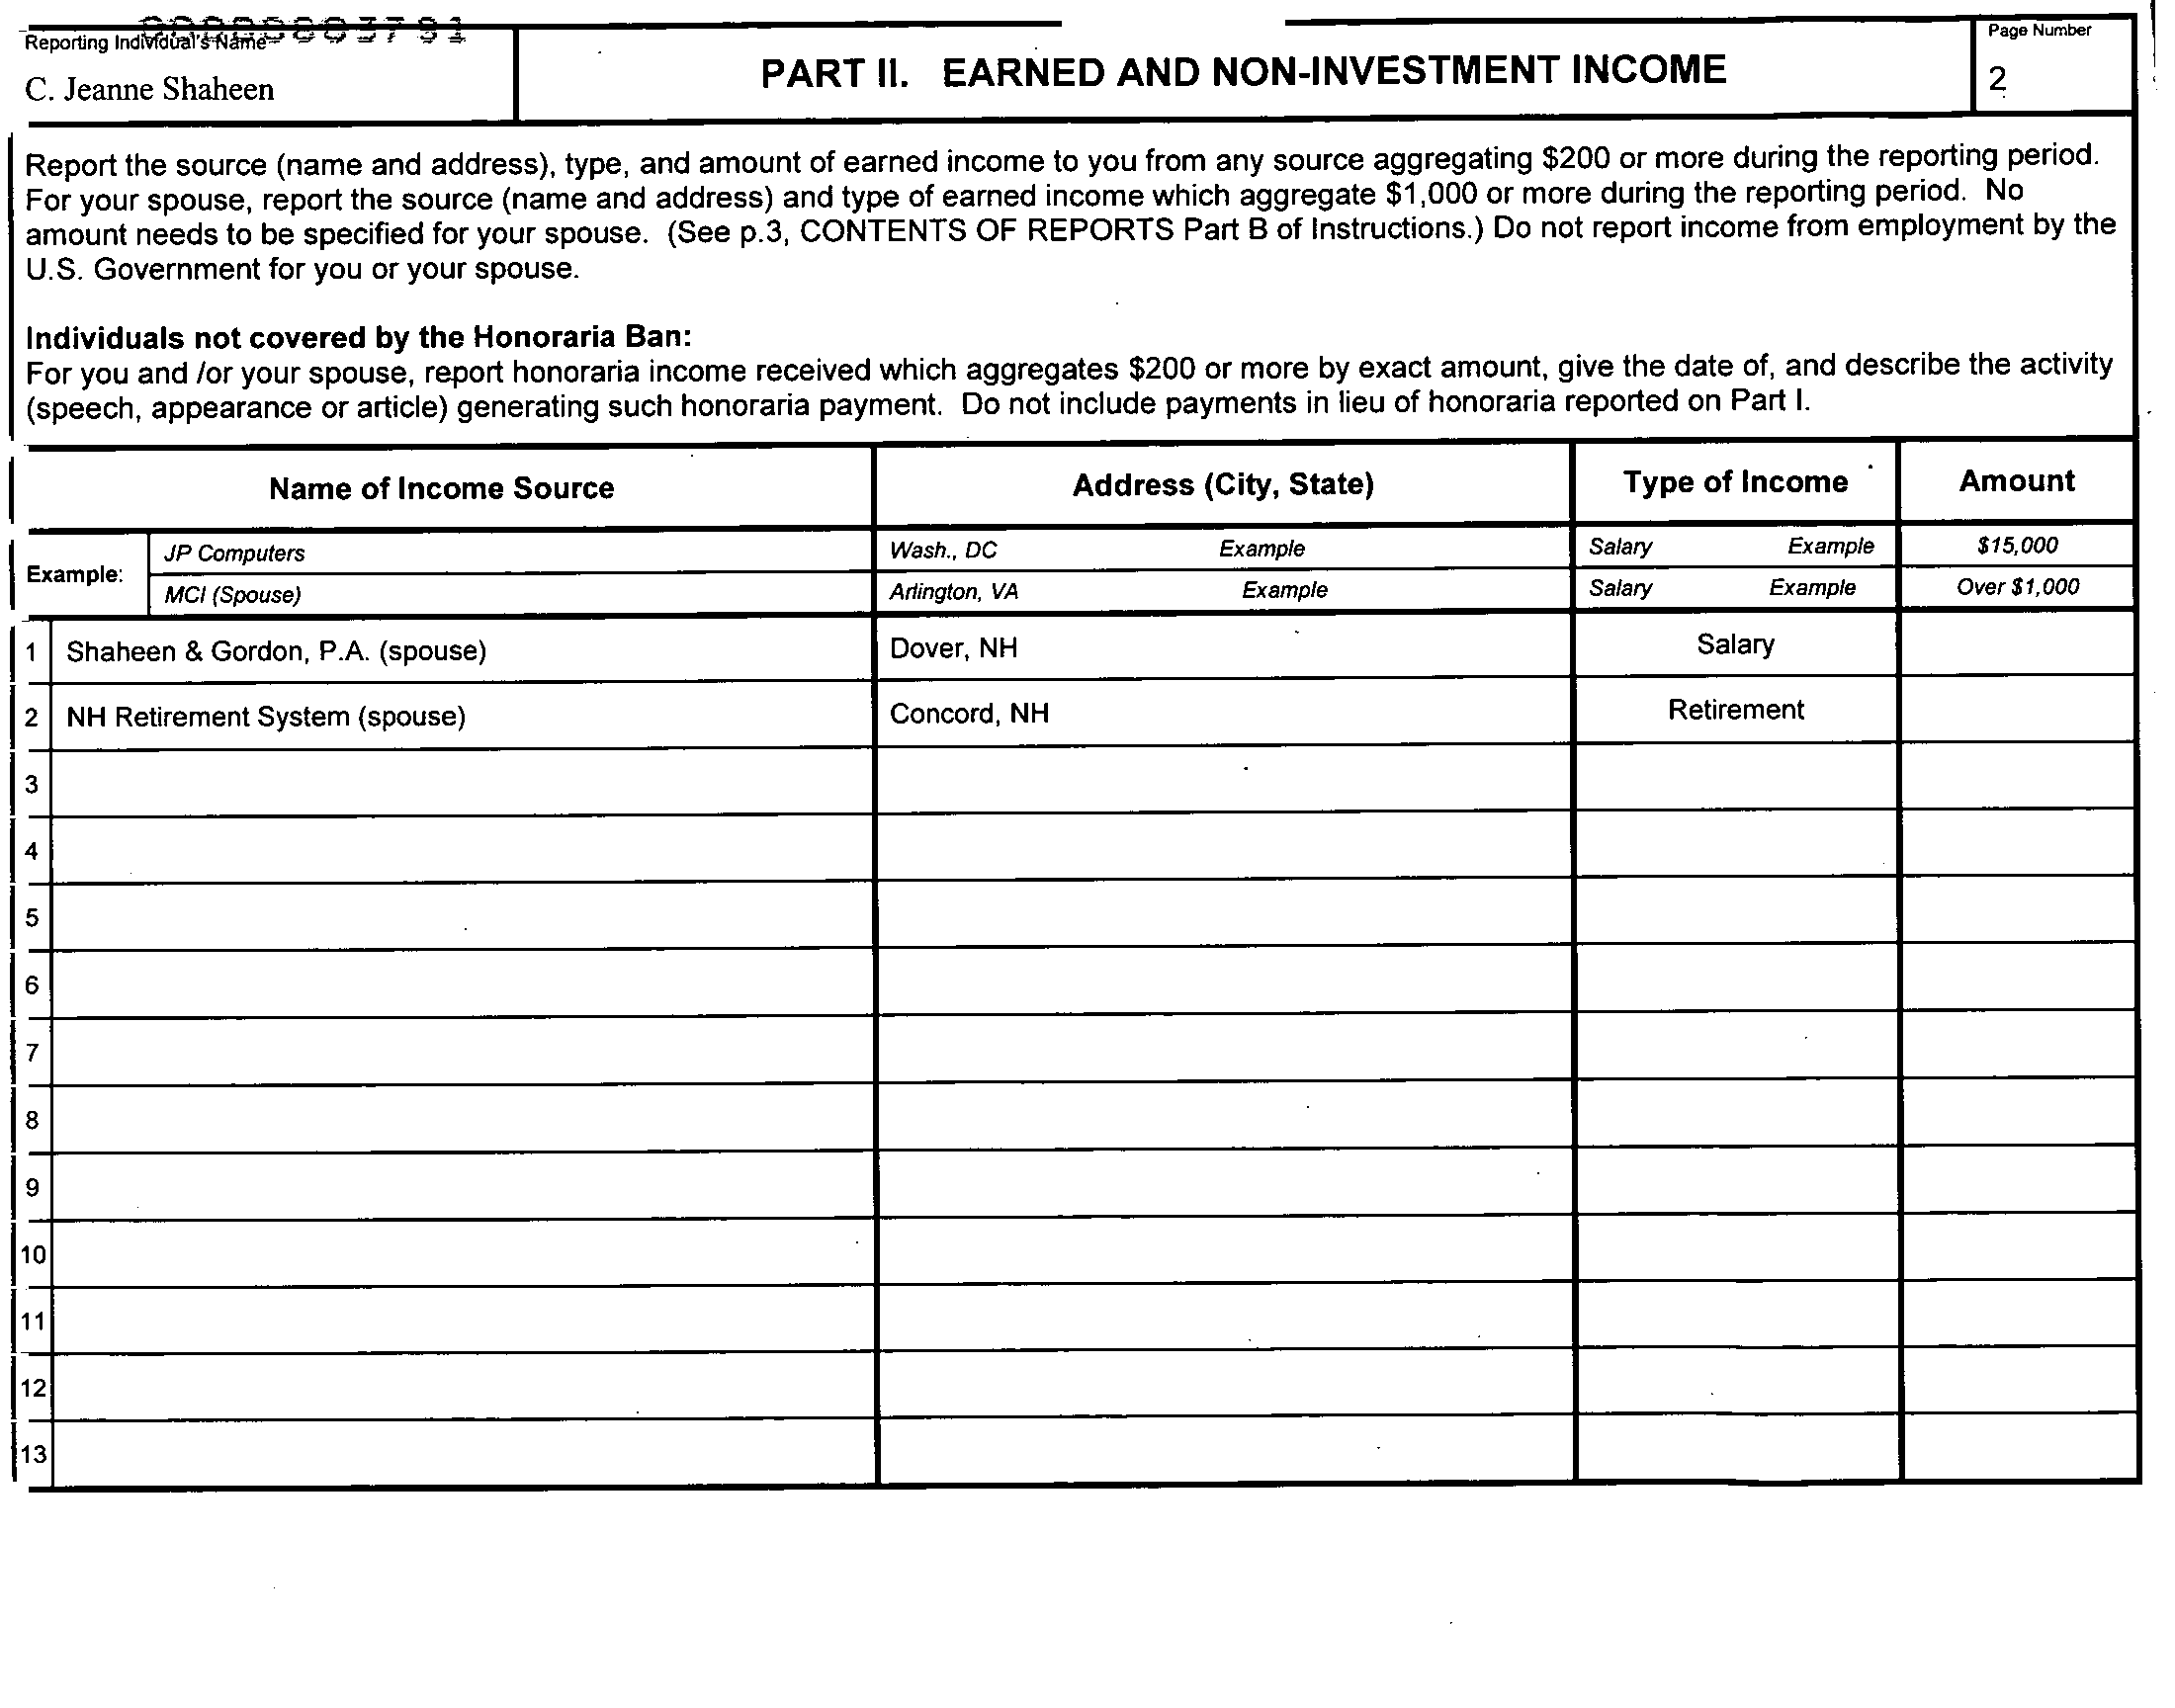 Reporting Individual's Name
C. Jeanne Shaheen
PART II. EARNED AND NON-INVESTMENT INCOME
Page Number
2
Report the source (name and address), type, and amount of earned income to you from any source aggregating $200 or more during the reporting period.
For your spouse, report the source (name and address) and type of earned income which aggregate $1,000 or more during the reporting period. No
amount needs to be specified for your spouse. (See p.3, CONTENTS OF REPORTS Part B of Instructions.) Do not report income from employment by the
U.S. Government for you or your spouse.
Individuals not covered by the Honoraria Ban:
For you and /or your spouse, report honoraria income received which aggregates $200 or more by exact amount, give the date of, and describe the activity
(speech, appearance or article) generating such honoraria payment. Do not include payments in lieu of honoraria reported on Part I.
Name of Income Source Address (City, State) Type of Income Amount
Example: JP Computers Wash., DC Example Salary Example $15,000
MCI (Spouse) Arlington, VA Example Salary Example Over $1,000
1 Shaheen & Gordon, P.A. (spouse) Dover, NH Salary
2 NH Retirement System (spouse) Concord, NH Retirement
3
4
5
6
7
8
9
10
11
12
13